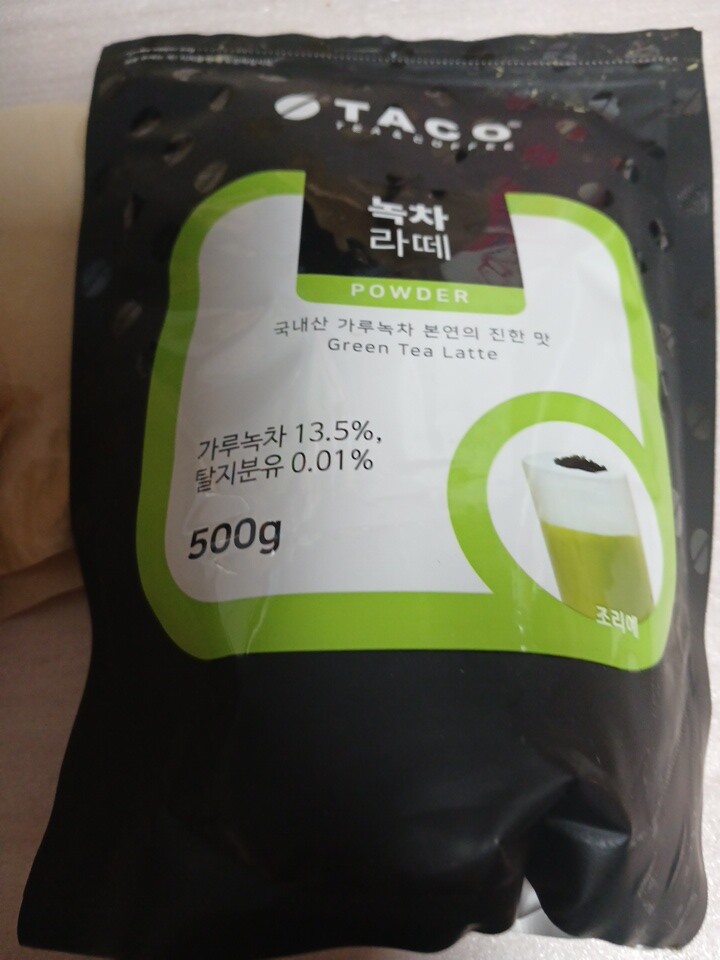 TACO
TEA & COFFEE
녹차
라떼
POWDER
국내산 가루녹차 본연의 진한 맛
Green Tea Latte
가루녹차 13.5%,
탈지분유 0.01%
500g
조리예